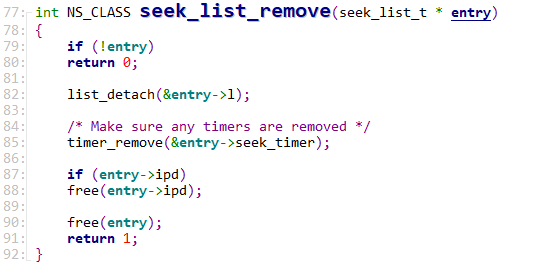 77: int NS_CLASS seek_list_remove(seek_list_t * entry)
78: {
79:     if (!entry)
80:     return 0;
81:
82:     list_detach(&entry->l);
83:
84:     /* Make sure any timers are removed */
85:     timer_remove(&entry->seek_timer);
86:
87:     if (entry->ipd)
88:     free(entry->ipd);
89:
90:     free(entry);
91:     return 1;
92: }